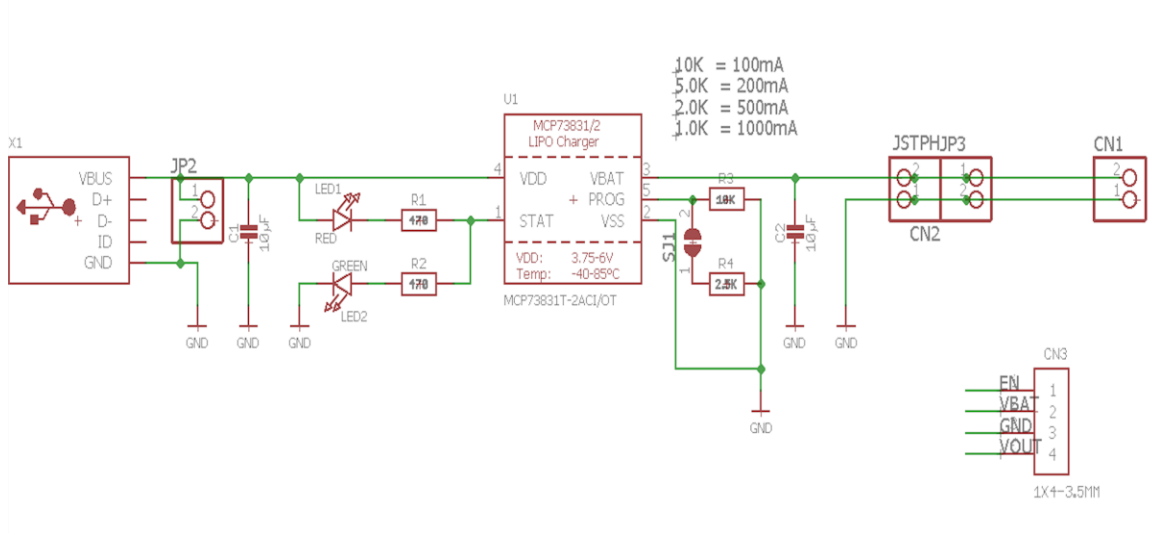 10K = 100mA
5.0K = 200mA
2.0K = 500mA
1.0K = 1000mA
U1
X1
MCP73831/2
LIPO Charger
JP2
JSTPHJP3
CN1
VBUS
D+
D-
ID
GND
1
2
C1
10µF
LED1
RED
R1
470
GREEN
LED2
R2
470
4
1
VDD
STAT
VBAT
+ PROG
VSS
3
5
2
VDD: 3.75-6V
Temp: -40-85ºC
MCP73831T-2ACI/OT
SJ1
2
1
R3
10K
R4
2.5K
C2
10µF
2
1
1
2
CN2
2
1
GND
GND
GND
GND
GND
GND
CN3
EN
VBAT
GND
VOUT
1
2
3
4
1X4-3.5MM